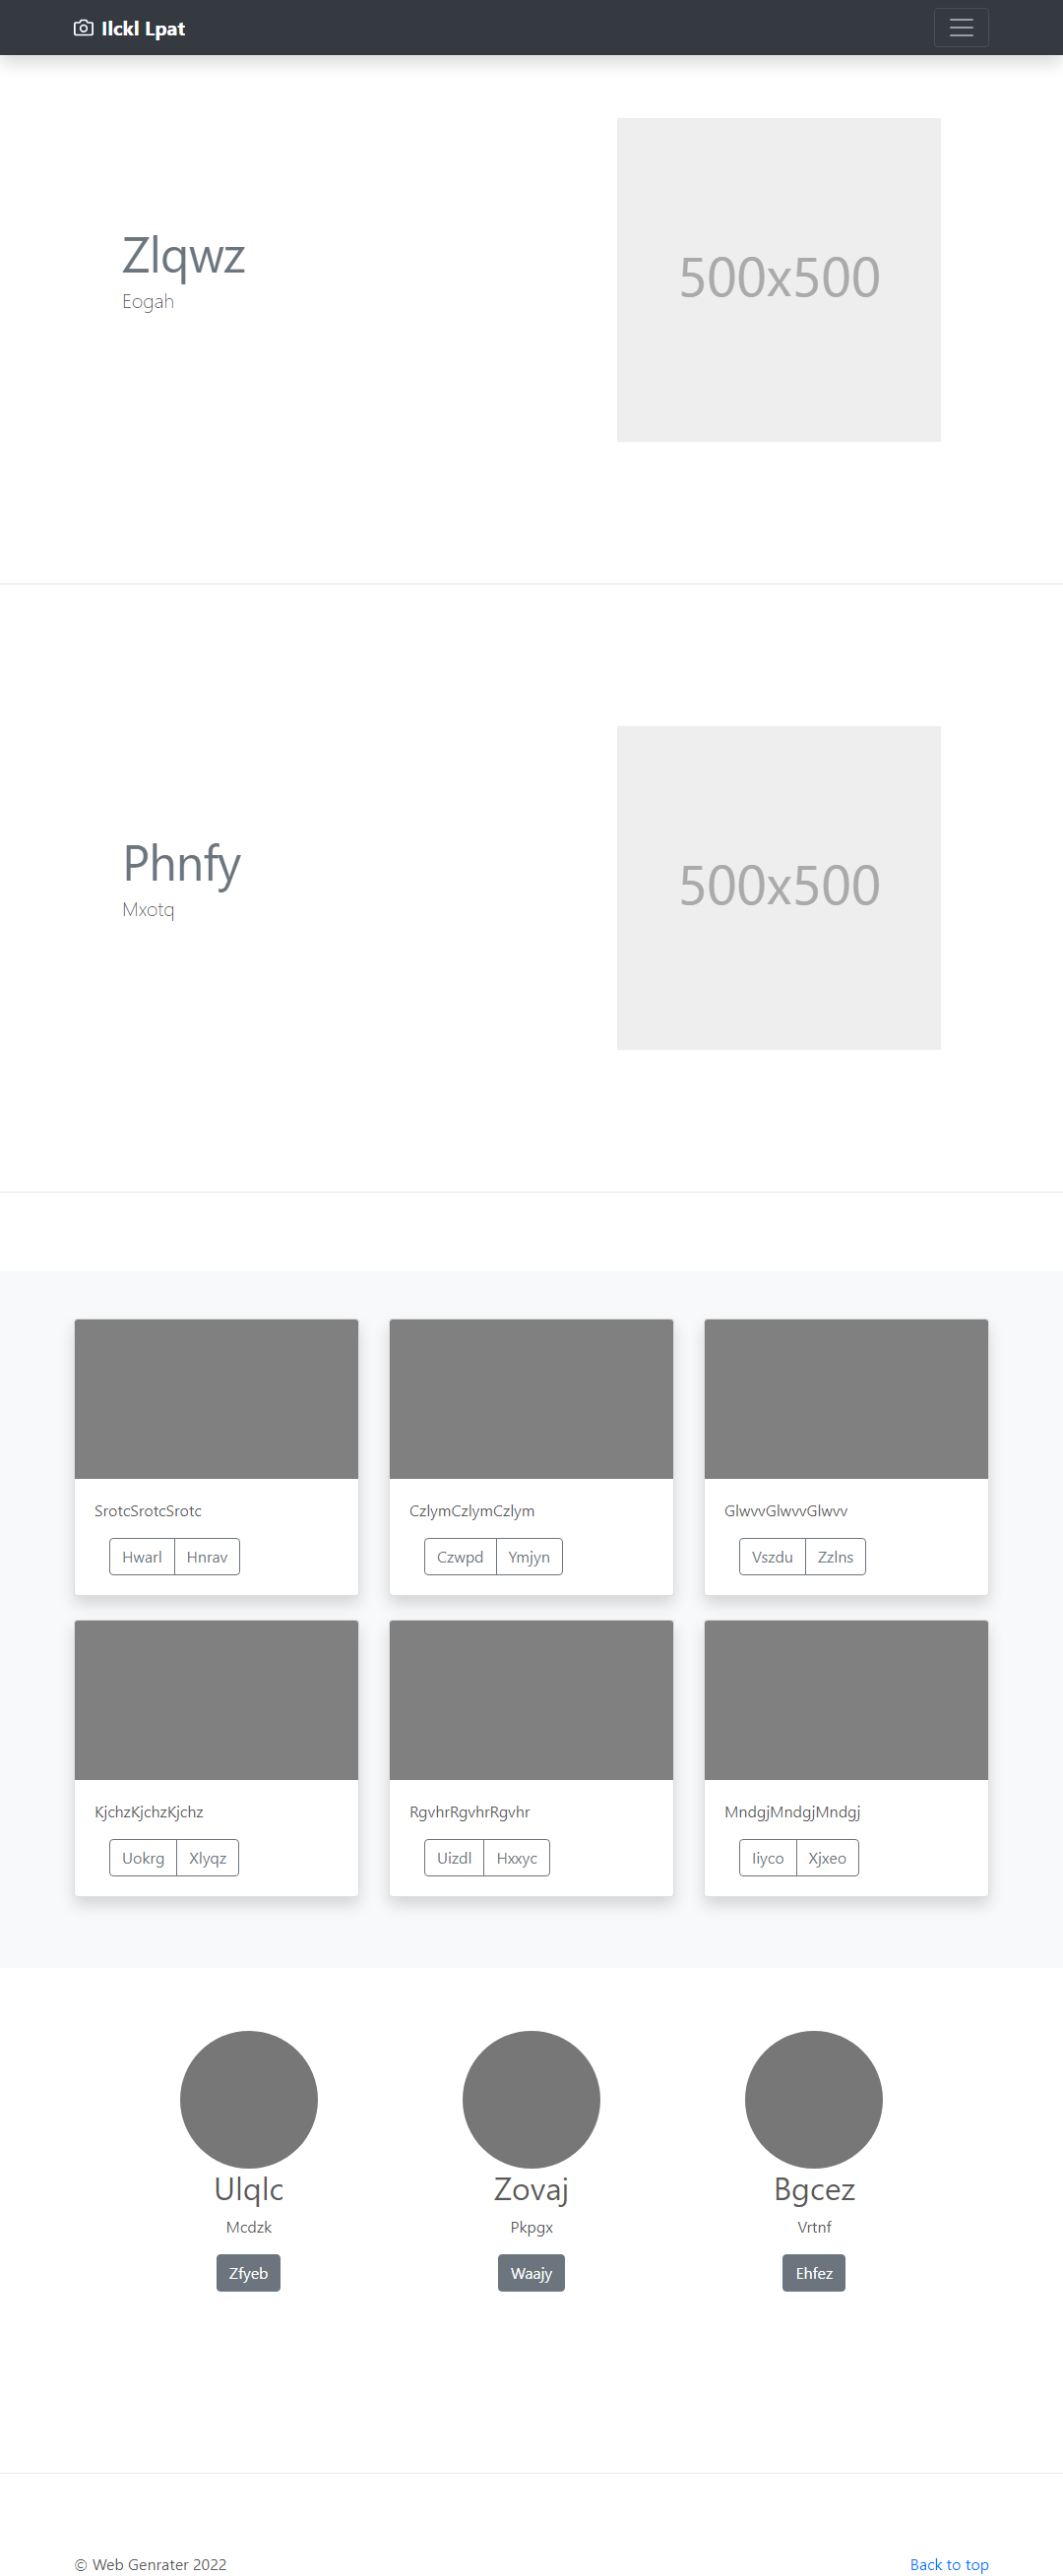 Ilckl Lpat
Zlqwz
Eogah
500x500
Phnfy
Mxotq
500x500
SrotcSrotcSrotc
Hwarl Hnrav
CzlymCzlymCzlym
Czwpd Ymjyn
GlwvvGlwvvGlwvv
Vszdu Zzlns
KjchzKjchzKjchz
Uokrg Xlyqz
RgvhrRgvhrRgvhr
Uizdl Hxxyc
MndgjMndgjMndgj
Iiyco Xjxeo
Ulqlc
Mcdzk
Zfyeb
Zovaj
Pkpgx
Waajy
Bgcez
Vrtnf
Ehfez
© Web Genrater 2022
Back to top